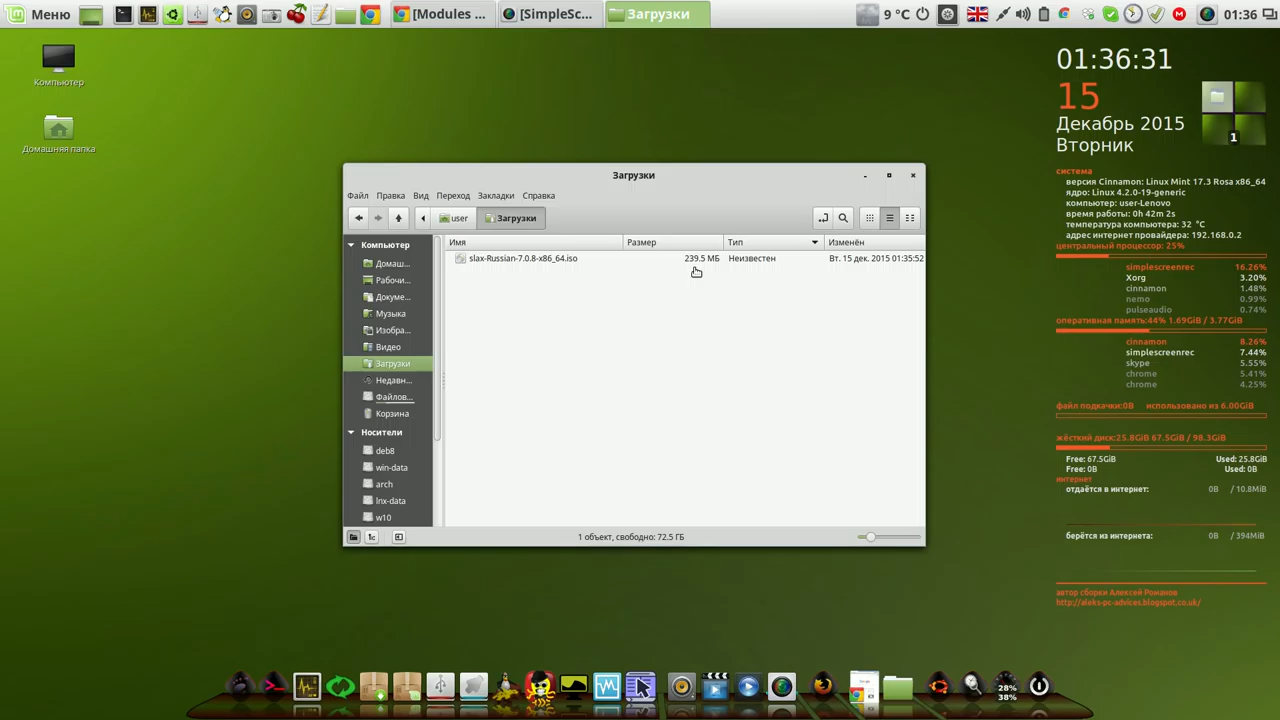 Меню
[Modules ...
[SimpleSc...
Загрузки
9 °C
01:36
Компьютер
Домашняя папка
01:36:31
15
Декабрь 2015
Вторник
1
система
версия Cinnamon: Linux Mint 17.3 Rosa x86_64
ядро: Linux 4.2.0-19-generic
компьютер: user-Lenovo
время работы: 0h 42m 2s
температура компьютера: 32 °C
адрес интернет провайдера: 192.168.0.2
центральный процессор: 25%
simplescreenrec 16.26%
Xorg 3.20%
cinnamon 1.48%
nemo 0.99%
pulseaudio 0.74%
оперативная память:44% 1.69GiB / 3.77GiB
cinnamon 8.26%
simplescreenrec 7.44%
skype 5.55%
chrome 5.41%
chrome 4.25%
файл подкачки:0B использовано из 6.00GiB
жёсткий диск:25.8GiB 67.5GiB / 98.3GiB
Free: 67.5GiB Used: 25.8GiB
Free: 0B Used: 0B
интернет
отдаётся в интернет: 0B / 10.8MiB
берётся из интернета: 0B / 394MiB
автор сборки Алексей Романов
http://aleks-pc-advices.blogspot.co.uk/
Загрузки
Файл Правка Вид Переход Закладки Справка
user Загрузки
Компьютер
Домаш...
Рабочи...
Докуме...
Музыка
Изобра...
Видео
Загрузки
Недавн...
Файлов...
Корзина
Носители
deb8
win-data
arch
lnx-data
w10
Имя Размер Тип Изменён
slax-Russian-7.0.8-x86_64.iso 239.5 МБ Неизвестен Вт. 15 дек. 2015 01:35:52
1 объект, свободно: 72.5 ГБ
28%
38%